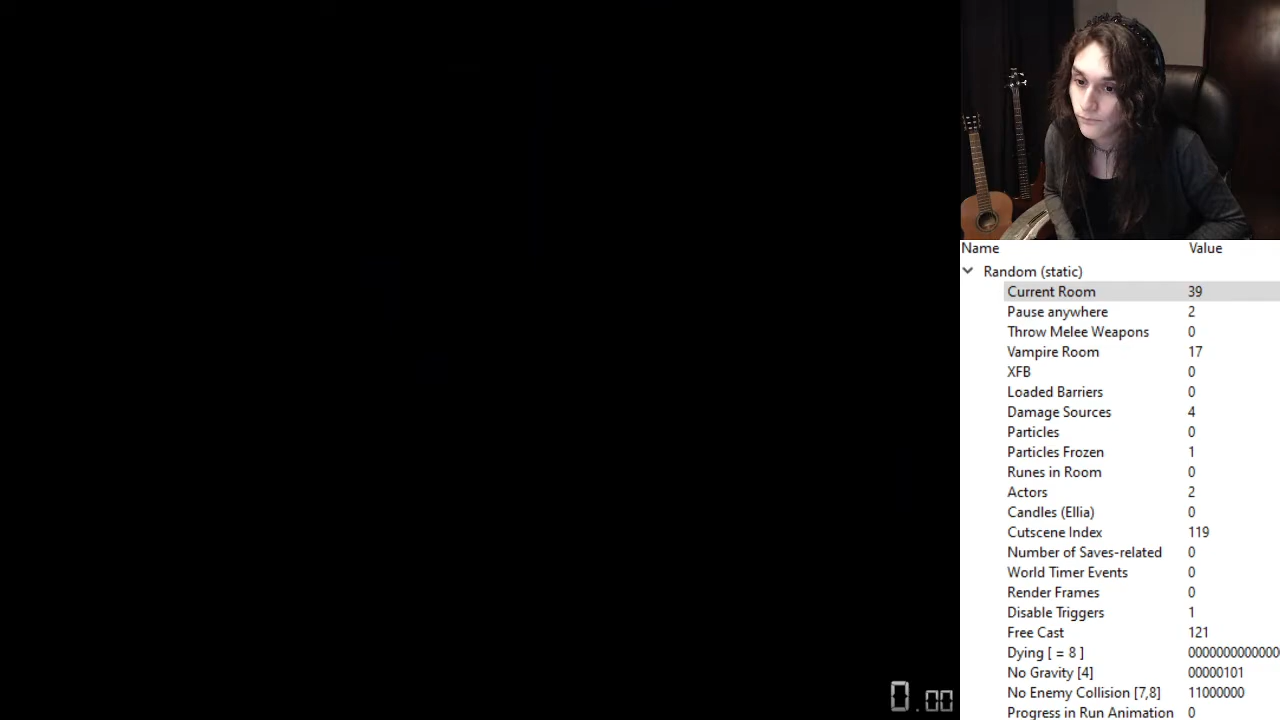 Name Value
Random (static)
Current Room 39
Pause anywhere 2
Throw Melee Weapons 0
Vampire Room 17
XFB 0
Loaded Barriers 0
Damage Sources 4
Particles 0
Particles Frozen 1
Runes in Room 0
Actors 2
Candles (Ellia) 0
Cutscene Index 119
Number of Saves-related 0
World Timer Events 0
Render Frames 0
Disable Triggers 1
Free Cast 121
Dying [ = 8 ] 0000000000000
No Gravity [4] 00000101
No Enemy Collision [7,8] 11000000
Progress in Run Animation 0
0.00